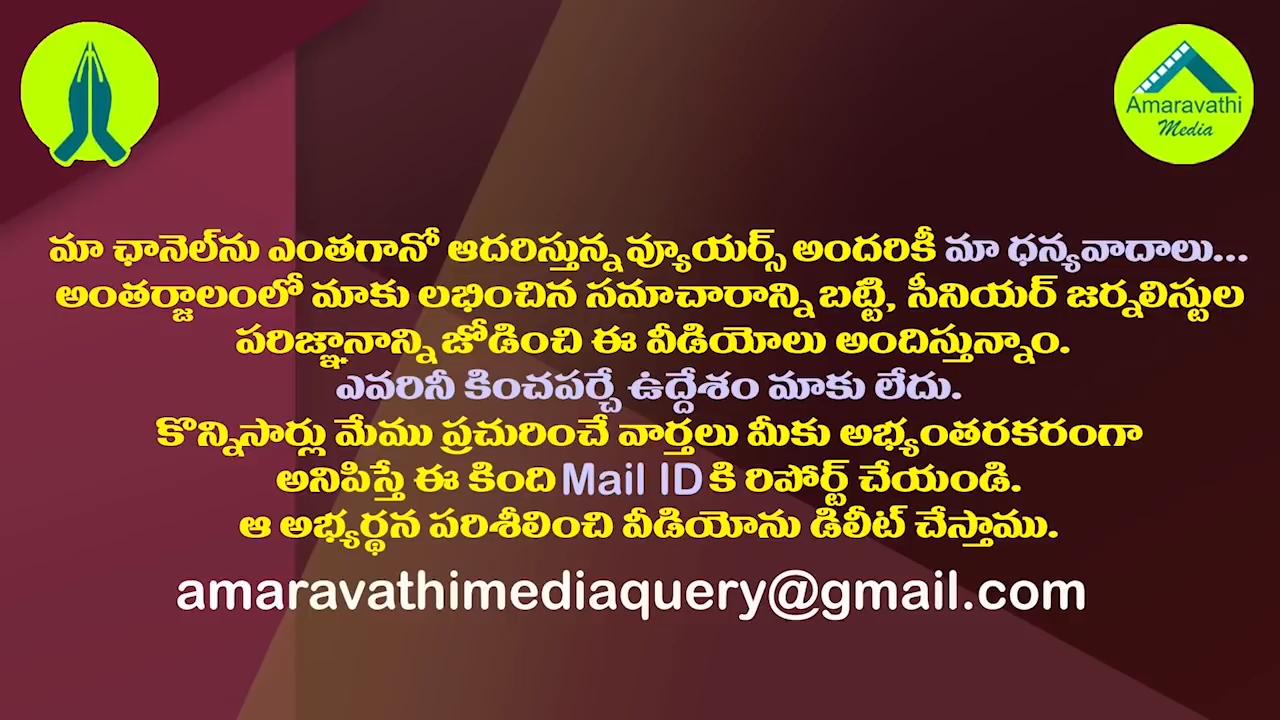 Amaravathi
Media
మా ఛానెల్‌ను ఎంతగానో ఆదరిస్తున్న వ్యూయర్స్ అందరికీ మా ధన్యవాదాలు...
అంతర్జాలంలో మాకు లభించిన సమాచారాన్ని బట్టి, సీనియర్ జర్నలిస్టుల
పరిజ్ఞానాన్ని జోడించి ఈ వీడియోలు అందిస్తున్నాం.
ఎవరినీ కించపర్చే ఉద్దేశం మాకు లేదు.
కొన్నిసార్లు మేము ప్రచురించే వార్తలు మీకు అభ్యంతరకరంగా
అనిపిస్తే ఈ కింది Mail ID కి రిపోర్ట్ చేయండి.
ఆ అభ్యర్థన పరిశీలించి వీడియోను డిలీట్ చేస్తాము.
amaravathimediaquery@gmail.com